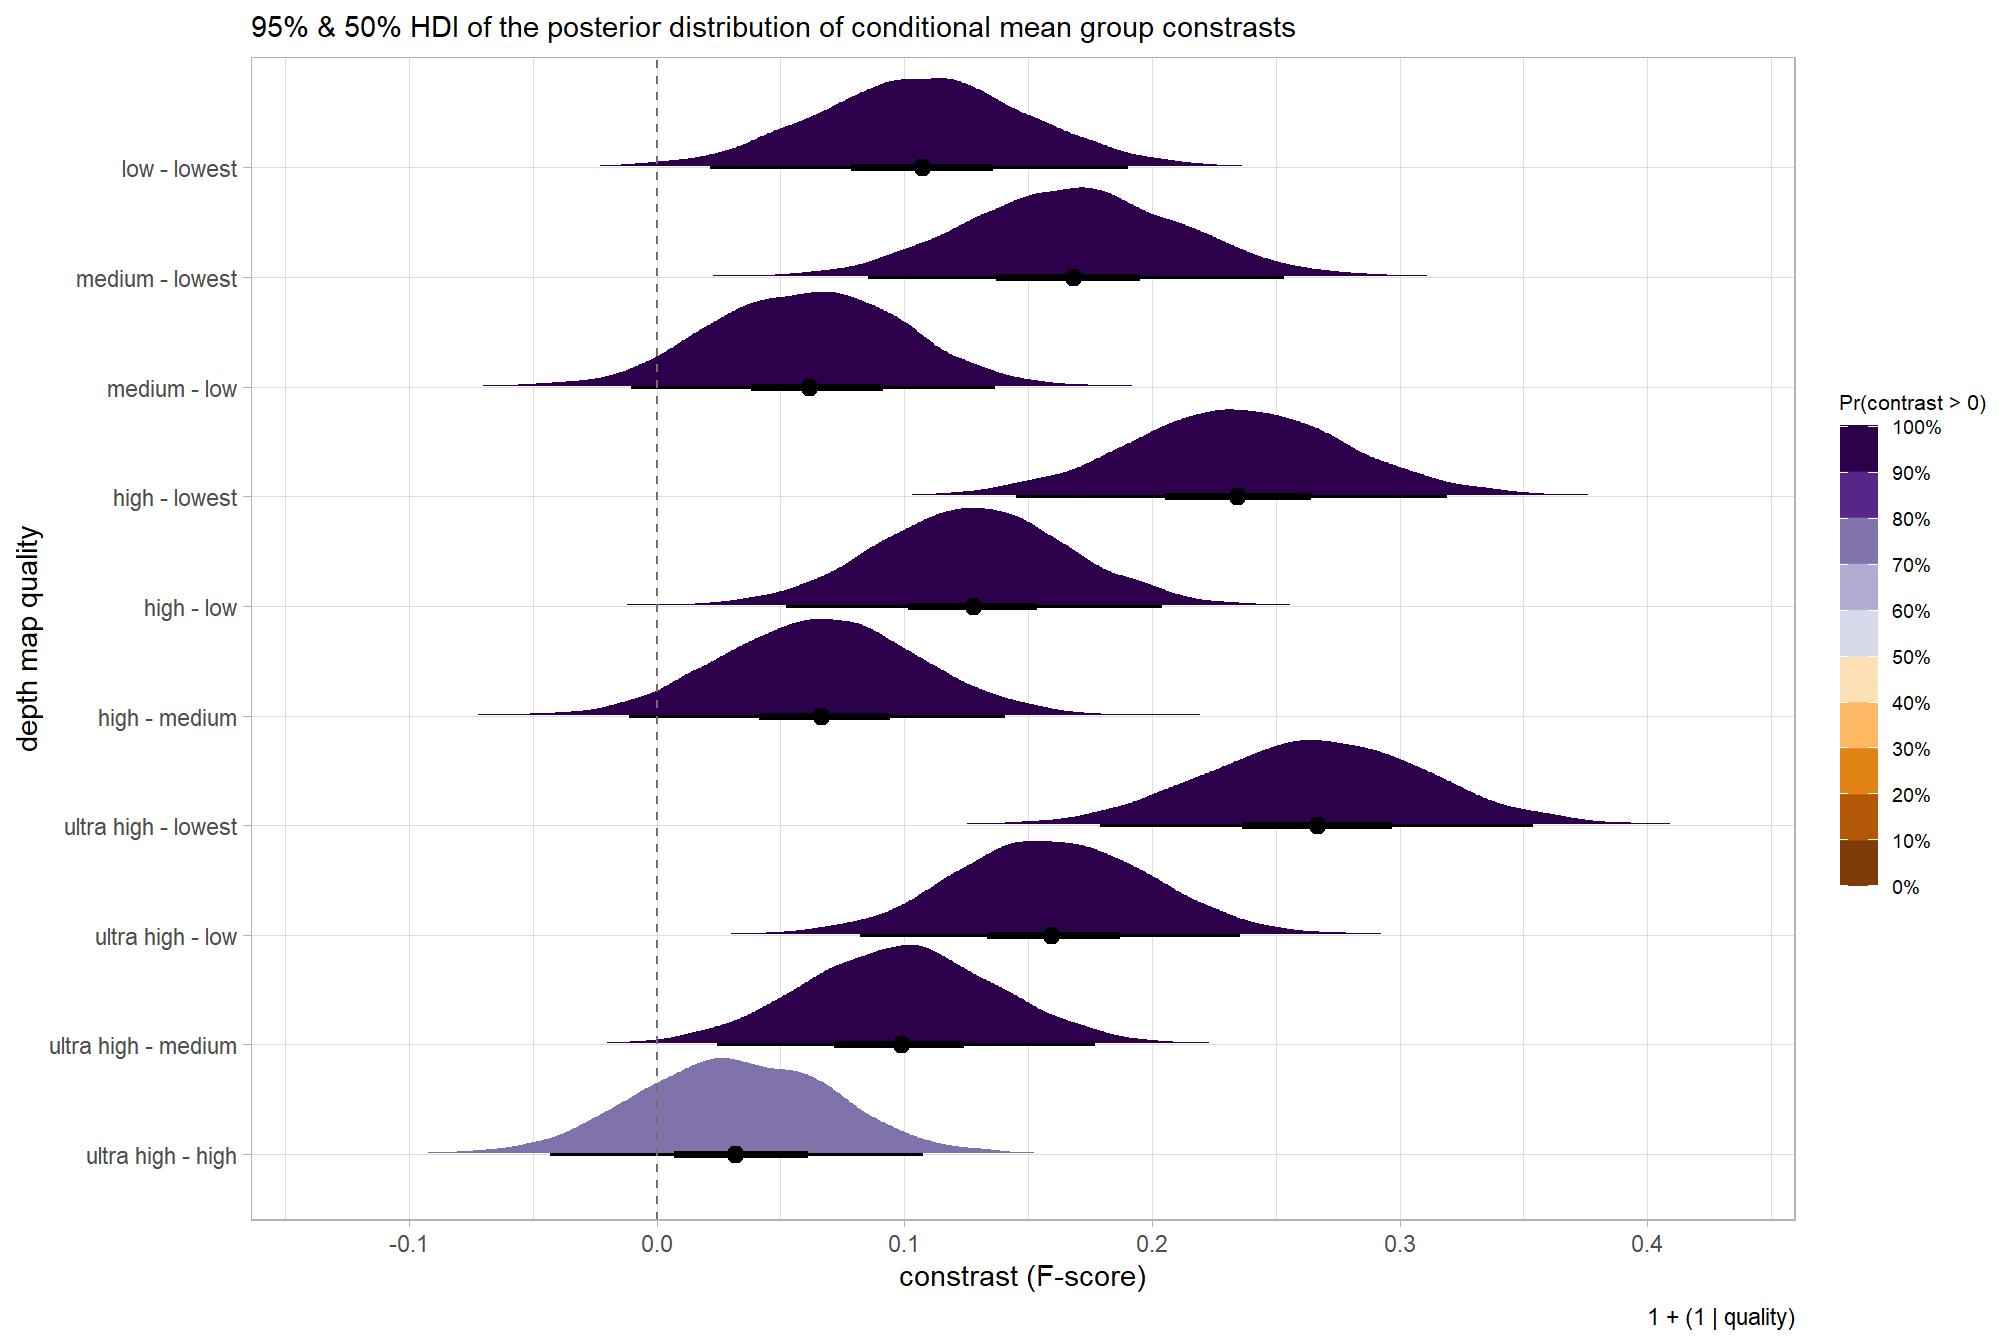 95% & 50% HDI of the posterior distribution of conditional mean group constrasts
depth map quality
low - lowest
medium - lowest
medium - low
high - lowest
high - low
high - medium
ultra high - lowest
ultra high - low
ultra high - medium
ultra high - high
-0.1 0.0 0.1 0.2 0.3 0.4
constrast (F-score)
1 + (1 | quality)
Pr(contrast > 0)
100%
90%
80%
70%
60%
50%
40%
30%
20%
10%
0%